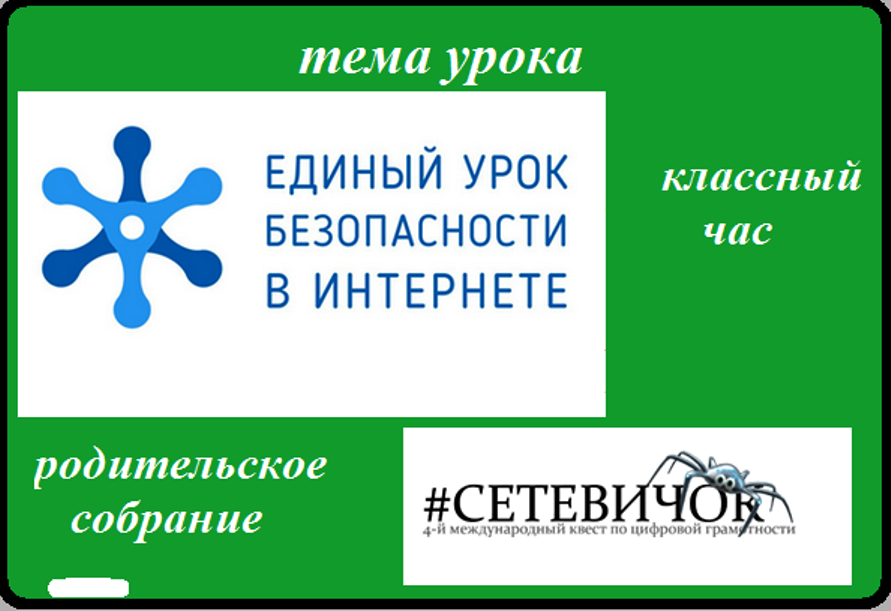 тема урока
ЕДИНЫЙ УРОК
БЕЗОПАСНОСТИ
В ИНТЕРНЕТЕ
классный
час
родительское
собрание
#СЕТЕВИЧОК
4-й международный квест по цифровой грамотности